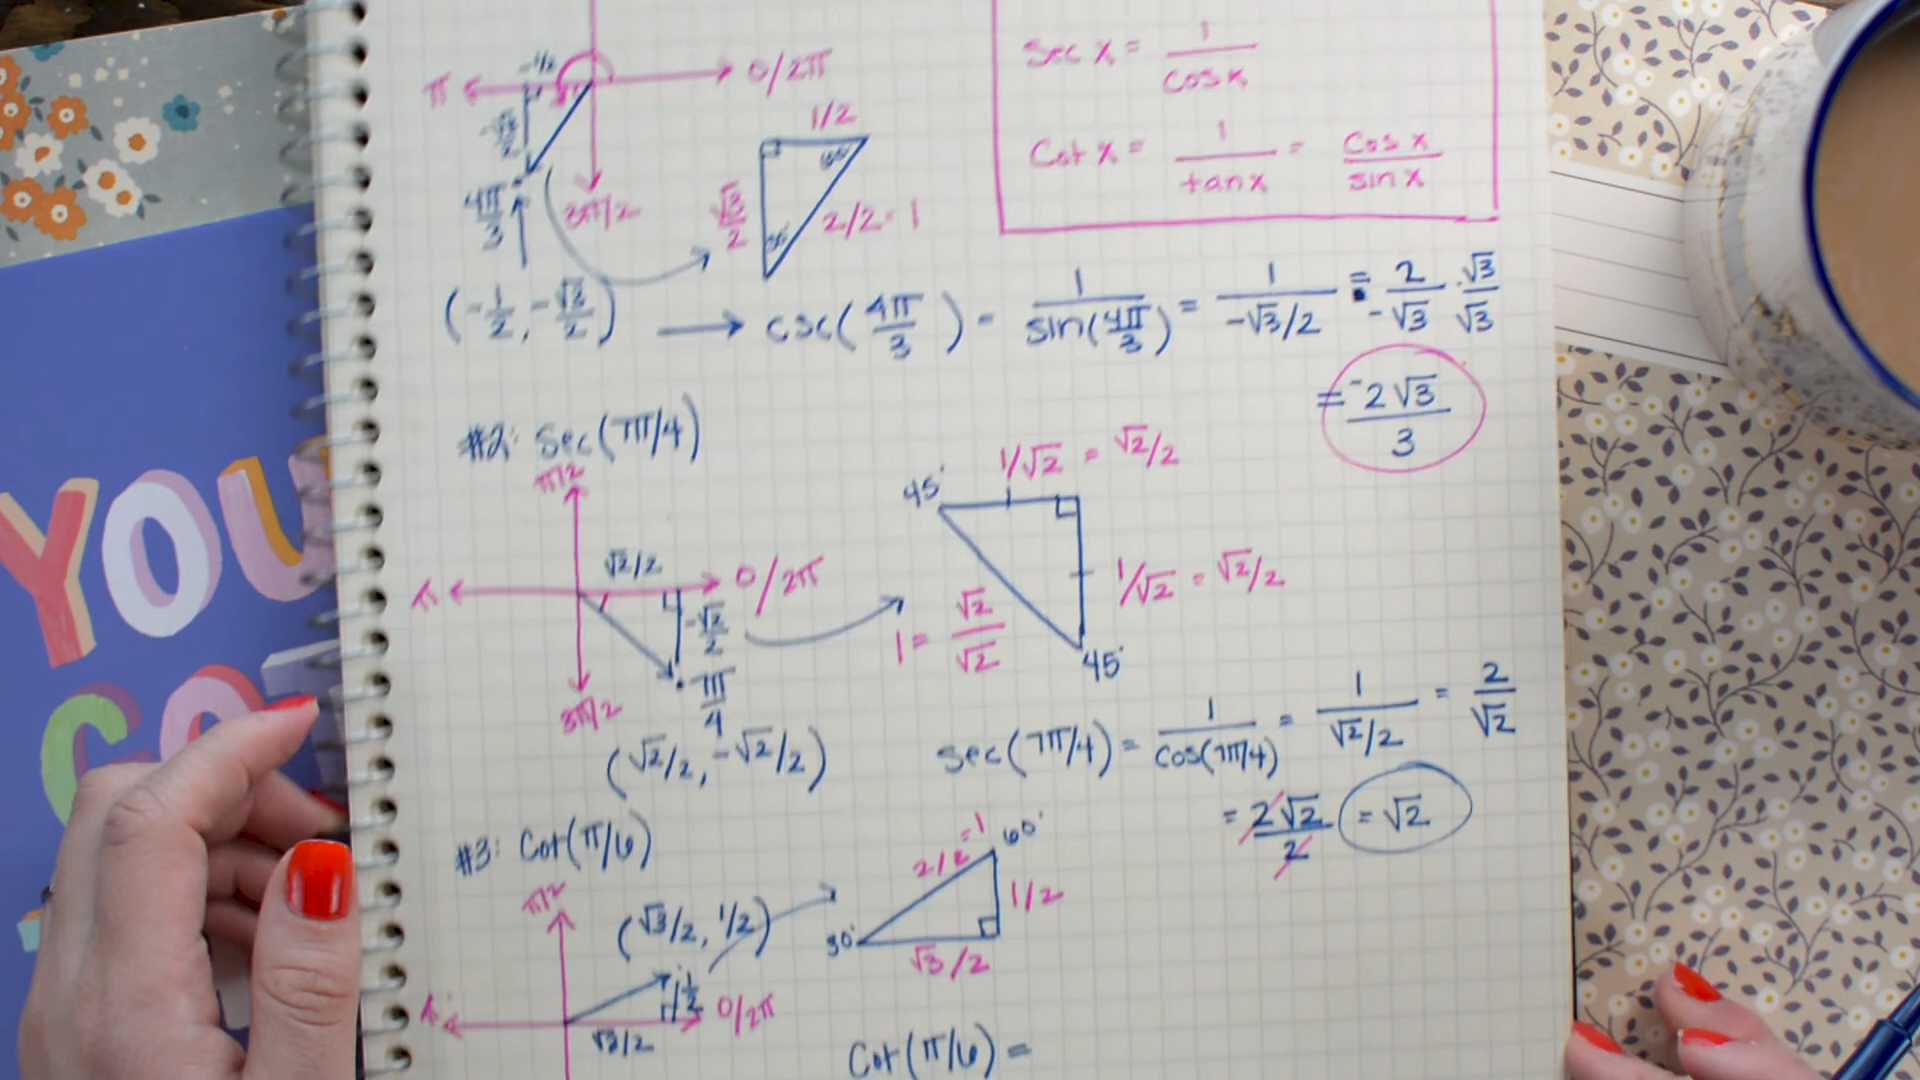 sec x = 1/cos x
cot x = 1/tan x = cos x/sin x
-1/2
π
0/2π
-√3/2
4π/3
3π/2
1/2
√3/2
2/2 = 1
(-1/2, -√3/2) → csc(4π/3) = 1/sin(4π/3) = 1/-√3/2 = 2/-√3 · √3/√3
= -2√3/3
#2: sec(7π/4)
π/2
√2/2
π
0/2π
-√2/2
7π/4
3π/2
(√2/2, -√2/2)
45°
1/√2 = √2/2
1/√2 = √2/2
1 = √2/√2
45°
sec(7π/4) = 1/cos(7π/4) = 1/√2/2 = 2/√2
= 2√2/2 = √2
#3: Cot(π/6)
π/2
(√3/2, 1/2)
1/2
0/2π
√3/2
2/2 = 1
60°
1/2
30°
√3/2
Cot(π/6) =
YOU
GO